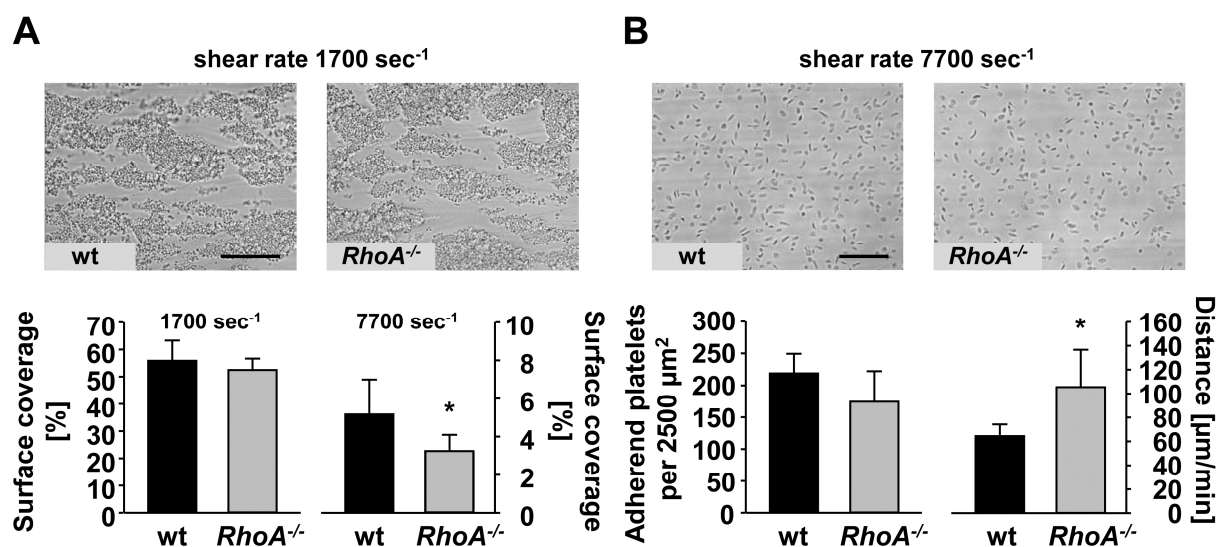 A
B
shear rate 1700 sec⁻¹
shear rate 7700 sec⁻¹
wt
RhoA⁻/⁻
wt
RhoA⁻/⁻
Surface coverage
[%]
70
60
50
40
30
20
10
0
1700 sec⁻¹
7700 sec⁻¹
*
10
8
6
4
2
0
Surface coverage
[%]
wt
RhoA⁻/⁻
wt
RhoA⁻/⁻
Adherend platelets
per 2500 µm²
300
250
200
150
100
50
0
*
160
140
120
100
80
60
40
20
0
Distance [µm/min]
wt
RhoA⁻/⁻
wt
RhoA⁻/⁻